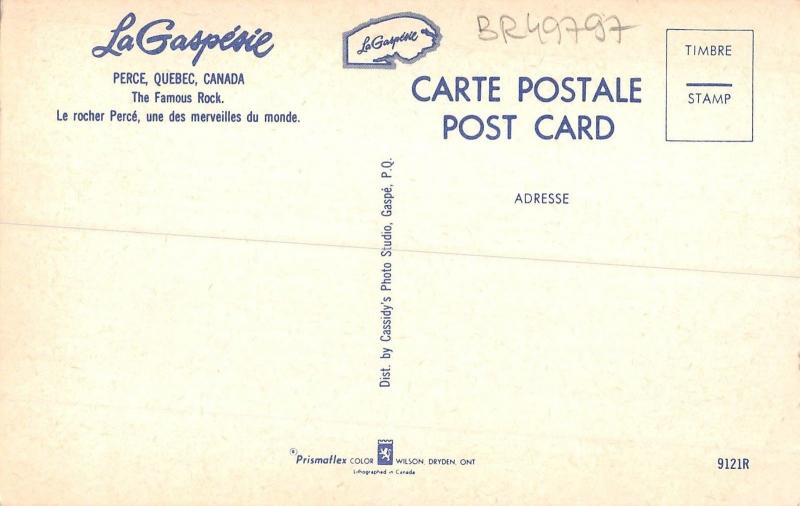 La Gaspésie
PERCE, QUEBEC, CANADA
The Famous Rock.
Le rocher Percé, une des merveilles du monde.
La Gaspésie
BR49797
CARTE POSTALE
POST CARD
TIMBRE
STAMP
ADRESSE
Dist. by Cassidy's Photo Studio, Gaspé, P.Q.
®Prismaflex COLOR WILSON, DRYDEN, ONT
Lithographed in Canada
9121R